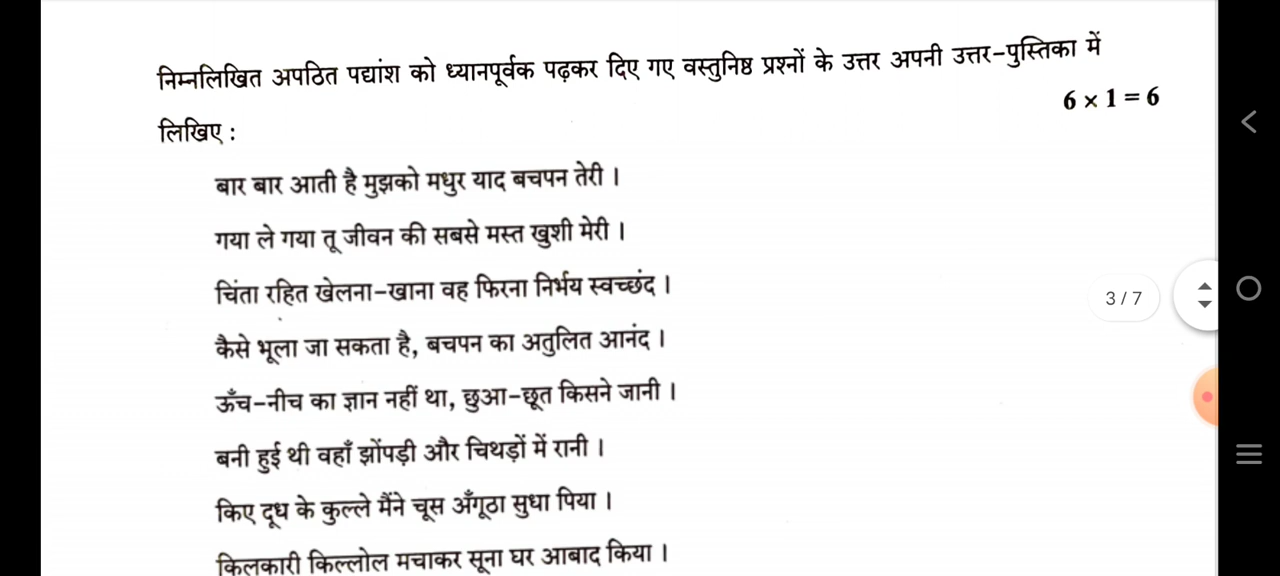 निम्नलिखित अपठित पद्यांश को ध्यानपूर्वक पढ़कर दिए गए वस्तुनिष्ठ प्रश्नों के उत्तर अपनी उत्तर-पुस्तिका में
लिखिए :
6 × 1 = 6
बार बार आती है मुझको मधुर याद बचपन तेरी ।
गया ले गया तू जीवन की सबसे मस्त खुशी मेरी ।
चिंता रहित खेलना-खाना वह फिरना निर्भय स्वच्छंद ।
कैसे भूला जा सकता है, बचपन का अतुलित आनंद ।
ऊँच-नीच का ज्ञान नहीं था, छुआ-छूत किसने जानी ।
बनी हुई थी वहाँ झोंपड़ी और चिथड़ों में रानी ।
किए दूध के कुल्ले मैंने चूस अँगूठा सुधा पिया ।
किलकारी किल्लोल मचाकर सूना घर आबाद किया ।
3 / 7